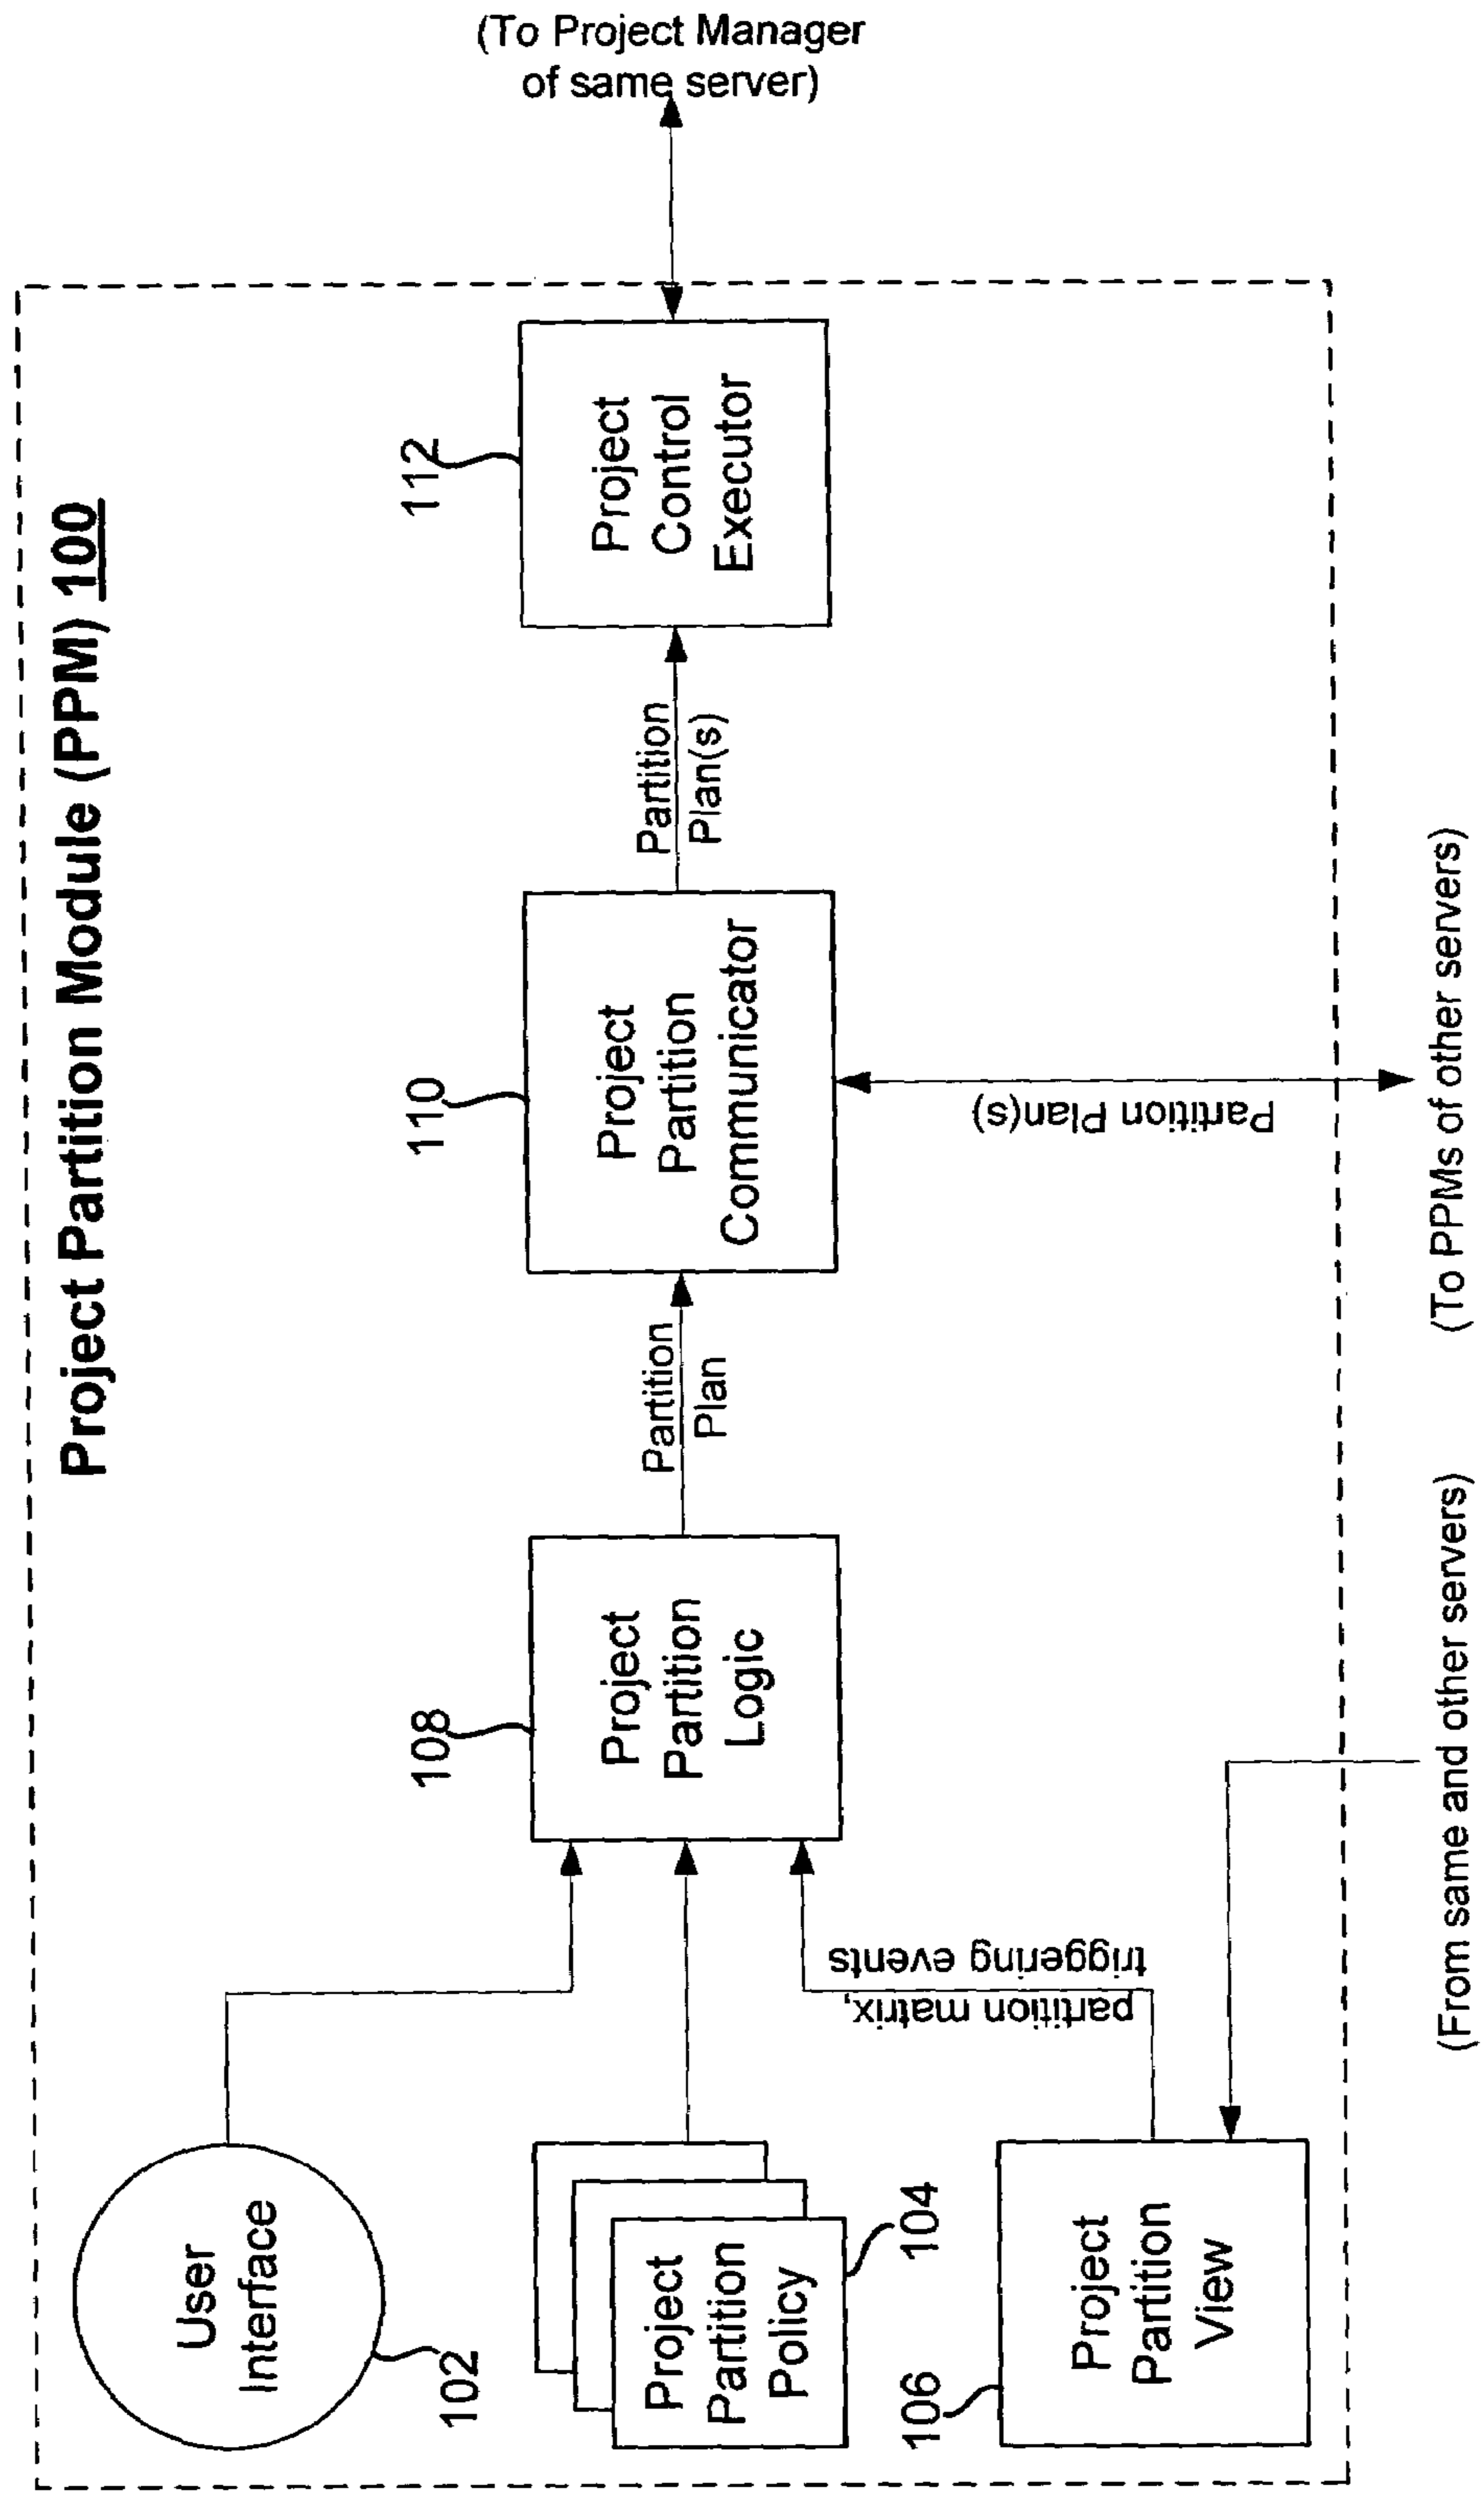 Project Partition Module (PPM) 100
User
Interface
102
Project
Partition
Policy
104
106
Project
Partition
View
partition matrix,
triggering events
(From same and other servers)
108
Project
Partition
Logic
Partition
Plan
110
Project
Partition
Communicator
Partition Plan(s)
(To PPMs of other servers)
Partition
Plan(s)
112
Project
Control
Executor
(To Project Manager
of same server)